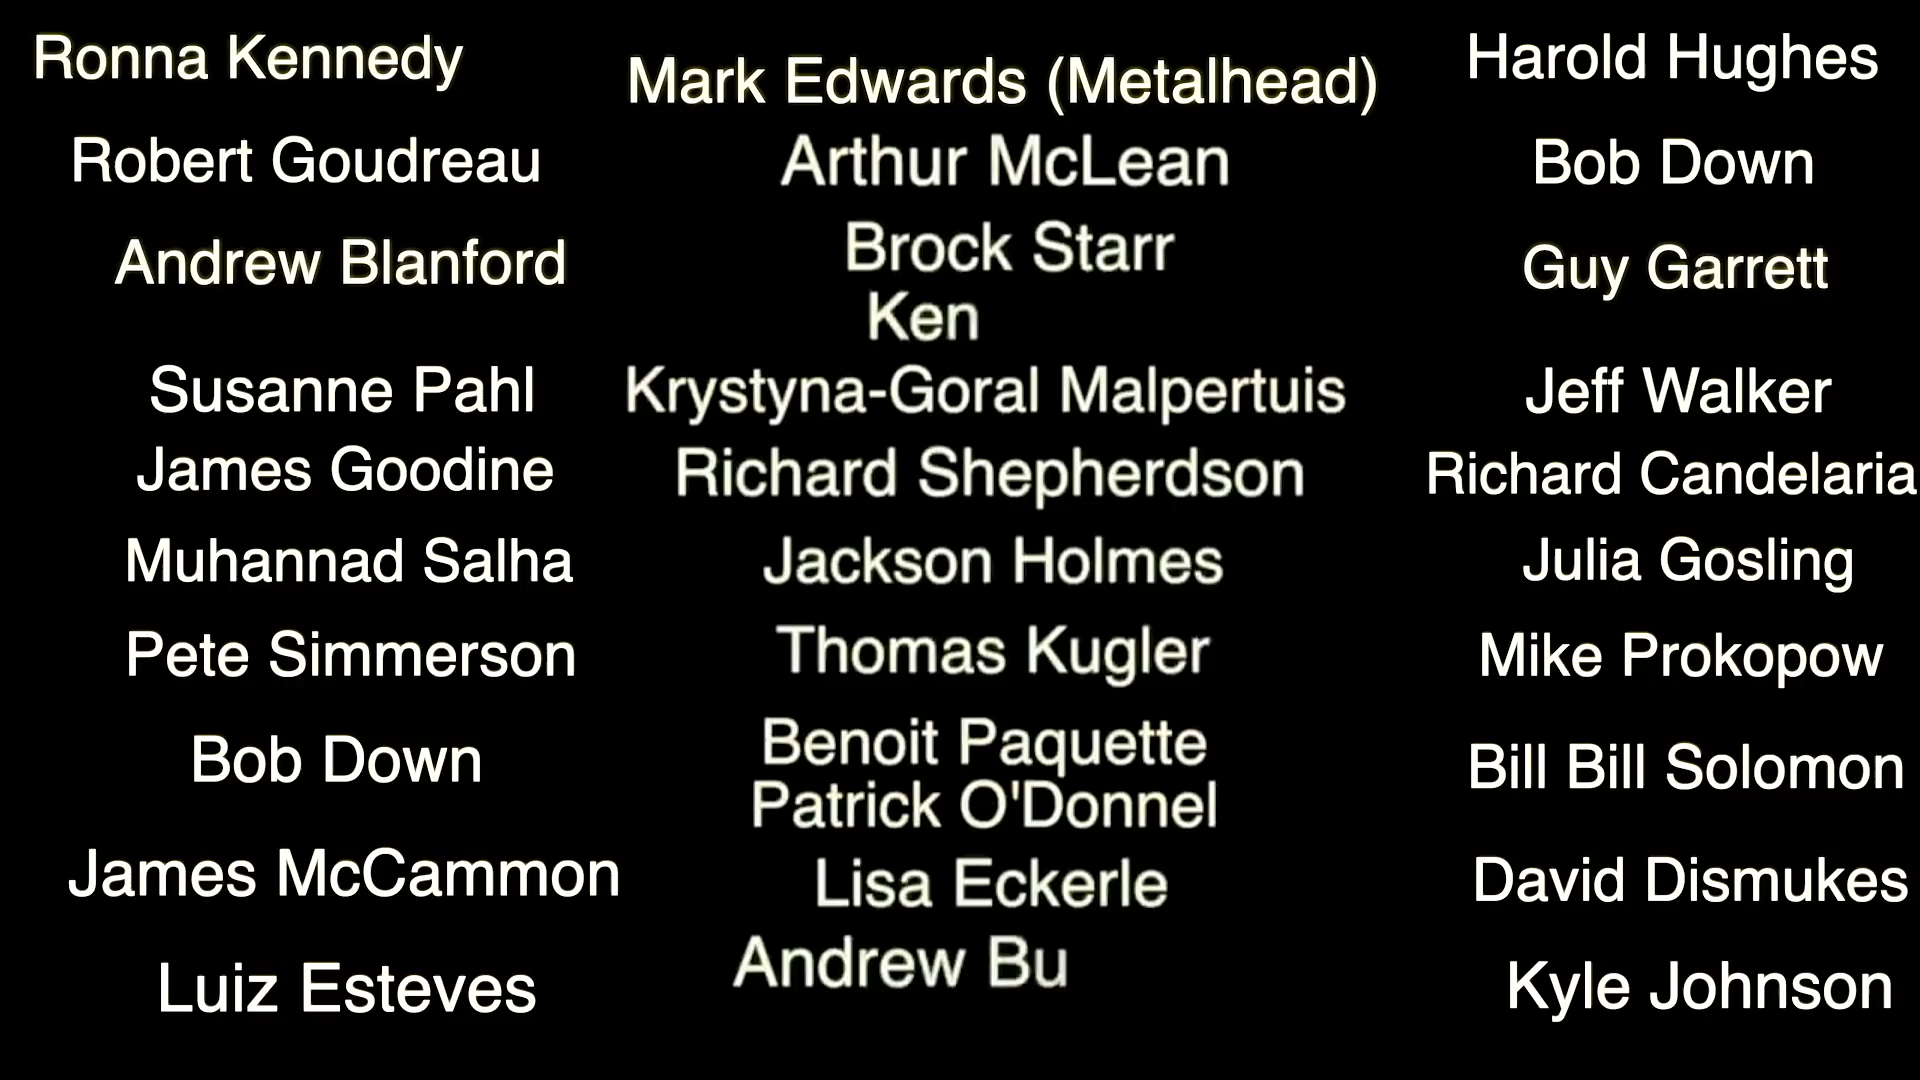 Ronna Kennedy
Robert Goudreau
Andrew Blanford
Susanne Pahl
James Goodine
Muhannad Salha
Pete Simmerson
Bob Down
James McCammon
Luiz Esteves
Mark Edwards (Metalhead)
Arthur McLean
Brock Starr
Ken
Krystyna-Goral Malpertuis
Richard Shepherdson
Jackson Holmes
Thomas Kugler
Benoit Paquette
Patrick O'Donnel
Lisa Eckerle
Andrew Bu
Harold Hughes
Bob Down
Guy Garrett
Jeff Walker
Richard Candelaria
Julia Gosling
Mike Prokopow
Bill Bill Solomon
David Dismukes
Kyle Johnson